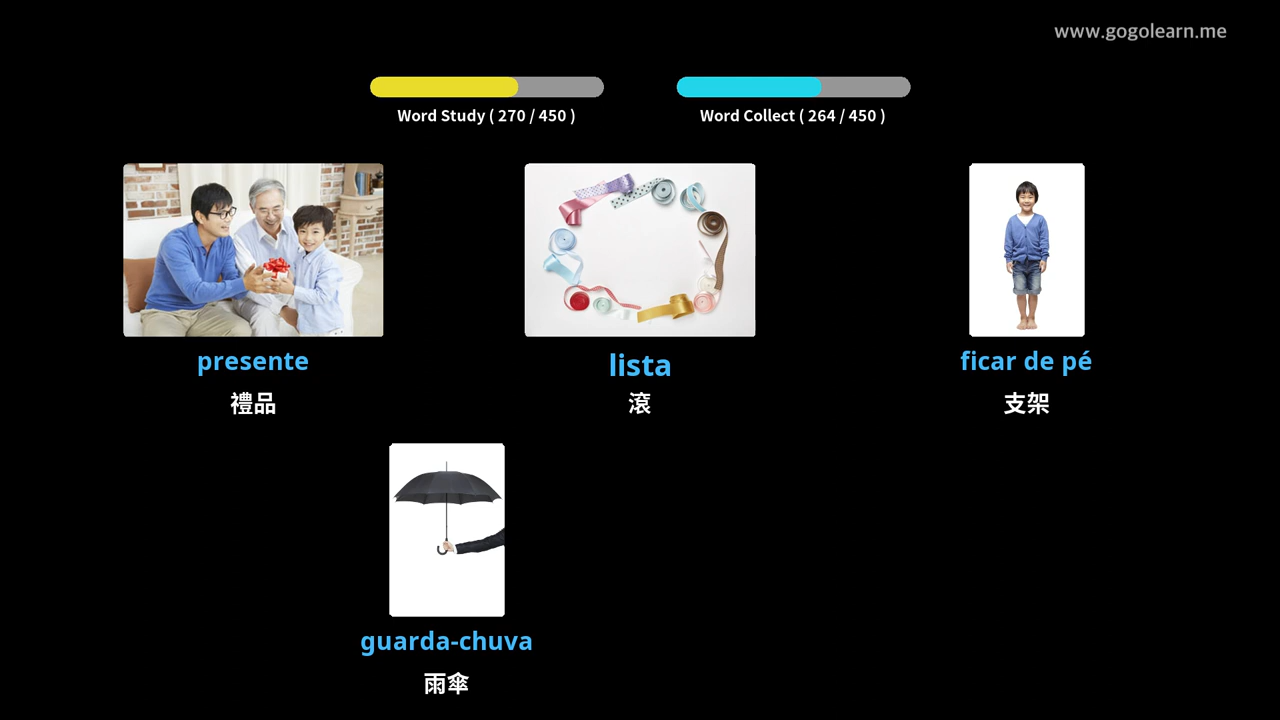 www.gogolearn.me
Word Study ( 270 / 450 )
Word Collect ( 264 / 450 )
presente
禮品
lista
滾
ficar de pé
支架
guarda-chuva
雨傘